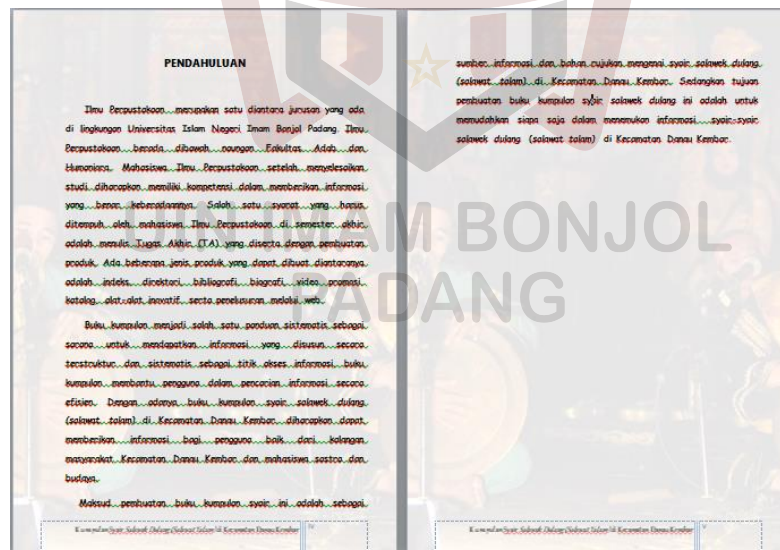 PENDAHULUAN
Ilmu Perpustakaan merupakan satu diantara jurusan yang ada
di lingkungan Universitas Islam Negeri Imam Bonjol Padang. Ilmu
Perpustakaan berada dibawah naungan Fakultas Adab dan
Humaniora. Mahasiswa Ilmu Perpustakaan setelah menyelesaikan
studi diharapkan memiliki kompetensi dalam memberikan informasi
yang benar keberadaannya. Salah satu syarat yang harus
ditempuh oleh mahasiswa Ilmu Perpustakaan di semester akhir
adalah menulis Tugas Akhir (TA) yang diserta dengan pembuatan
produk. Ada beberapa jenis produk yang dapat dibuat diantaranya
adalah indeks, direktori, bibliografi, biografi, video promosi,
katalog, alat-alat inovatif, serta penelusuran melalui web.
Buku kumpulan menjadi salah satu panduan sistematis sebagai
sarana untuk mendapatkan informasi yang disusun secara
terstruktur dan sistematis sebagai titik akses informasi, buku
kumpulan membantu pengguna dalam pencarian informasi secara
efisien. Dengan adanya buku kumpulan syair salawek dulang
(salawat talam) di Kecamatan Danau Kembar, diharapkan dapat
memberikan informasi bagi pengguna baik dari kalangan
masyarakat Kecamatan Danau Kembar dan mahasiswa sastra dan
budaya.
Maksud pembuatan buku kumpulan syair ini adalah sebagai
Kumpulan Syair Salawek Dulang (Salawat Talam) di Kecamatan Danau Kembar
iv
sumber informasi dan bahan rujukan mengenai syair salawek dulang
(salawat talam) di Kecamatan Danau Kembar. Sedangkan tujuan
pembuatan buku kumpulan syair salawek dulang ini adalah untuk
memudahkan siapa saja dalam menemukan informasi syair-syair
salawek dulang (salawat talam) di Kecamatan Danau Kembar.
Kumpulan Syair Salawek Dulang (Salawat Talam) di Kecamatan Danau Kembar
v
UIN IMAM BONJOL
PADANG